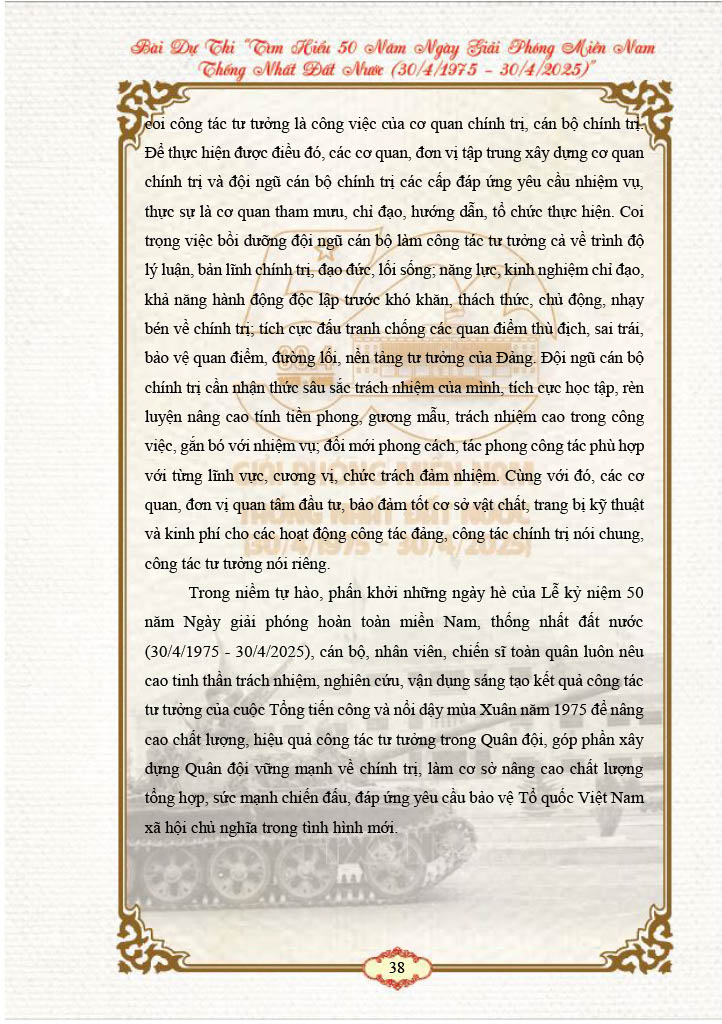 Bài Dự Thi "Tìm Hiểu 50 Năm Ngày Giải Phóng Miền Nam
Thống Nhất Đất Nước (30/4/1975 – 30/4/2025)"
coi công tác tư tưởng là công việc của cơ quan chính trị, cán bộ chính trị.
Để thực hiện được điều đó, các cơ quan, đơn vị tập trung xây dựng cơ quan
chính trị và đội ngũ cán bộ chính trị các cấp đáp ứng yêu cầu nhiệm vụ,
thực sự là cơ quan tham mưu, chỉ đạo, hướng dẫn, tổ chức thực hiện. Coi
trọng việc bồi dưỡng đội ngũ cán bộ làm công tác tư tưởng cả về trình độ
lý luận, bản lĩnh chính trị, đạo đức, lối sống; năng lực, kinh nghiệm chỉ đạo,
khả năng hành động độc lập trước khó khăn, thách thức, chủ động, nhạy
bén về chính trị; tích cực đấu tranh chống các quan điểm thù địch, sai trái,
bảo vệ quan điểm, đường lối, nền tảng tư tưởng của Đảng. Đội ngũ cán bộ
chính trị cần nhận thức sâu sắc trách nhiệm của mình, tích cực học tập, rèn
luyện nâng cao tính tiền phong, gương mẫu, trách nhiệm cao trong công
việc, gắn bó với nhiệm vụ; đổi mới phong cách, tác phong công tác phù hợp
với từng lĩnh vực, cương vị, chức trách đảm nhiệm. Cùng với đó, các cơ
quan, đơn vị quan tâm đầu tư, bảo đảm tốt cơ sở vật chất, trang bị kỹ thuật
và kinh phí cho các hoạt động công tác đảng, công tác chính trị nói chung,
công tác tư tưởng nói riêng.
Trong niềm tự hào, phấn khởi những ngày hè của Lễ kỷ niệm 50
năm Ngày giải phóng hoàn toàn miền Nam, thống nhất đất nước
(30/4/1975 - 30/4/2025), cán bộ, nhân viên, chiến sĩ toàn quân luôn nêu
cao tinh thần trách nhiệm, nghiên cứu, vận dụng sáng tạo kết quả công tác
tư tưởng của cuộc Tổng tiến công và nổi dậy mùa Xuân năm 1975 để nâng
cao chất lượng, hiệu quả công tác tư tưởng trong Quân đội, góp phần xây
dựng Quân đội vững mạnh về chính trị, làm cơ sở nâng cao chất lượng
tổng hợp, sức mạnh chiến đấu, đáp ứng yêu cầu bảo vệ Tổ quốc Việt Nam
xã hội chủ nghĩa trong tình hình mới.
50
30.4
GIẢI PHÓNG MIỀN NAM
THỐNG NHẤT ĐẤT NƯỚC
(30/4/1975 - 30/4/2025)
38